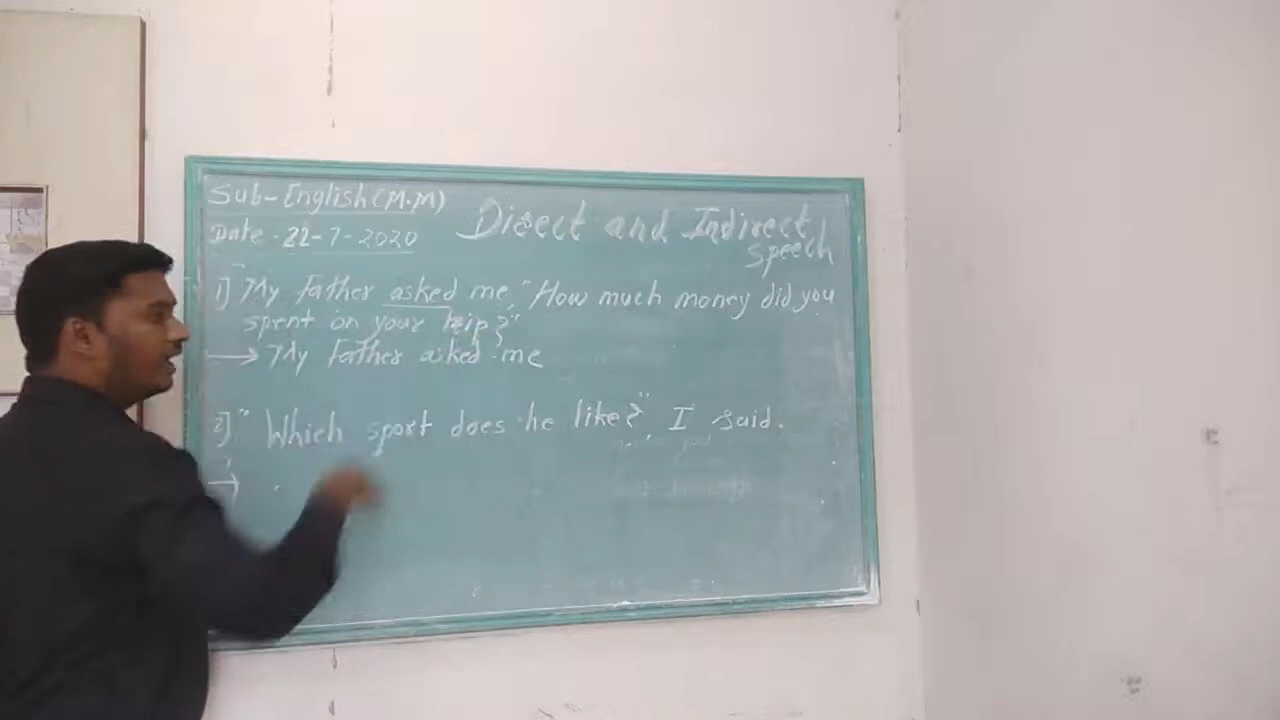 Sub-English(M.M)
Date-22-7-2020
Direct and Indirect
speech
1) My father asked me, "How much money did you
spent on your trip?"
→ My father asked me
2) "Which sport does he like?" I said.
→